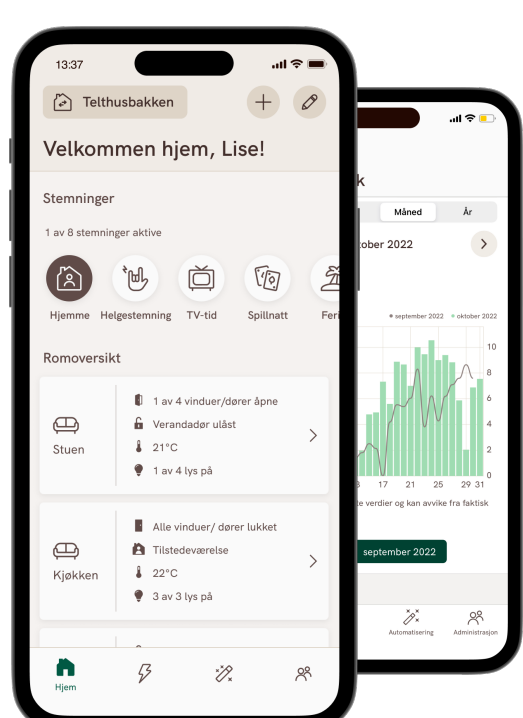 13:37
Telthusbakken
Velkommen hjem, Lise!
Stemninger
1 av 8 stemninger aktive
Hjemme
Helgestemning
TV-tid
Spillnatt
Feri
Romoversikt
Stuen
1 av 4 vinduer/dører åpne
Verandadør ulåst
21°C
1 av 4 lys på
Kjøkken
Alle vinduer/ dører lukket
Tilstedeværelse
22°C
3 av 3 lys på
Hjem
k
Måned
År
tober 2022
september 2022
oktober 2022
10
8
6
4
2
0
17
21
25
29 31
te verdier og kan avvike fra faktisk
september 2022
Automatisering
Administrasjon